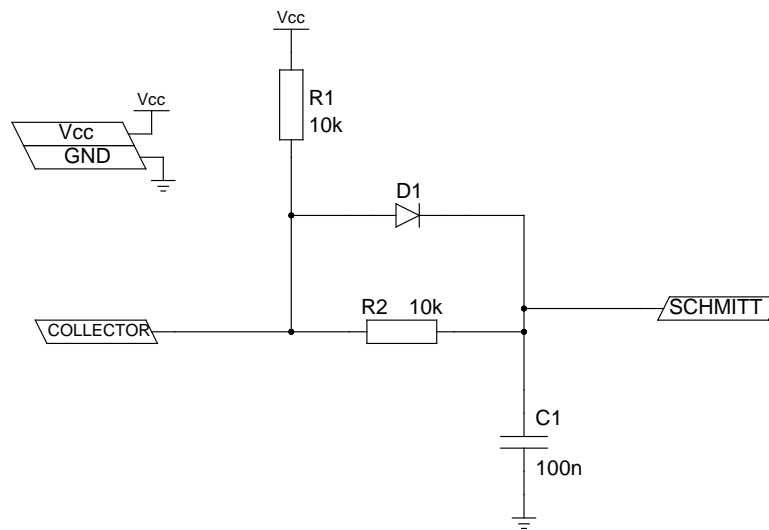 Vcc
R1
10k
Vcc
Vcc
GND
D1
R2 10k
SCHMITT
COLLECTOR
C1
100n